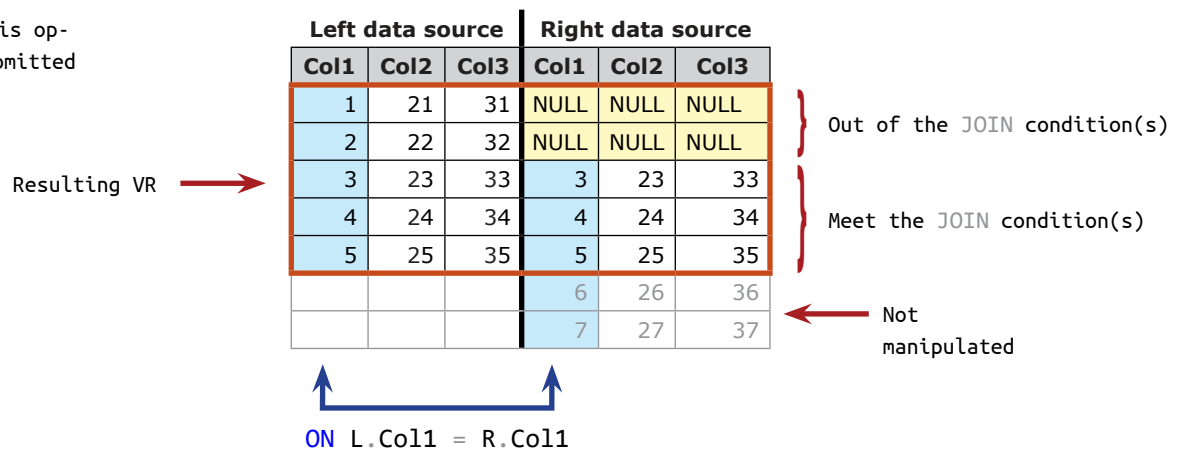 is op-
omitted
Left data source Right data source
Col1 Col2 Col3 Col1 Col2 Col3
1 21 31 NULL NULL NULL
2 22 32 NULL NULL NULL
3 23 33 3 23 33
4 24 34 4 24 34
5 25 35 5 25 35
6 26 36
7 27 37
Resulting VR
Out of the JOIN condition(s)
Meet the JOIN condition(s)
Not
manipulated
ON L.Col1 = R.Col1